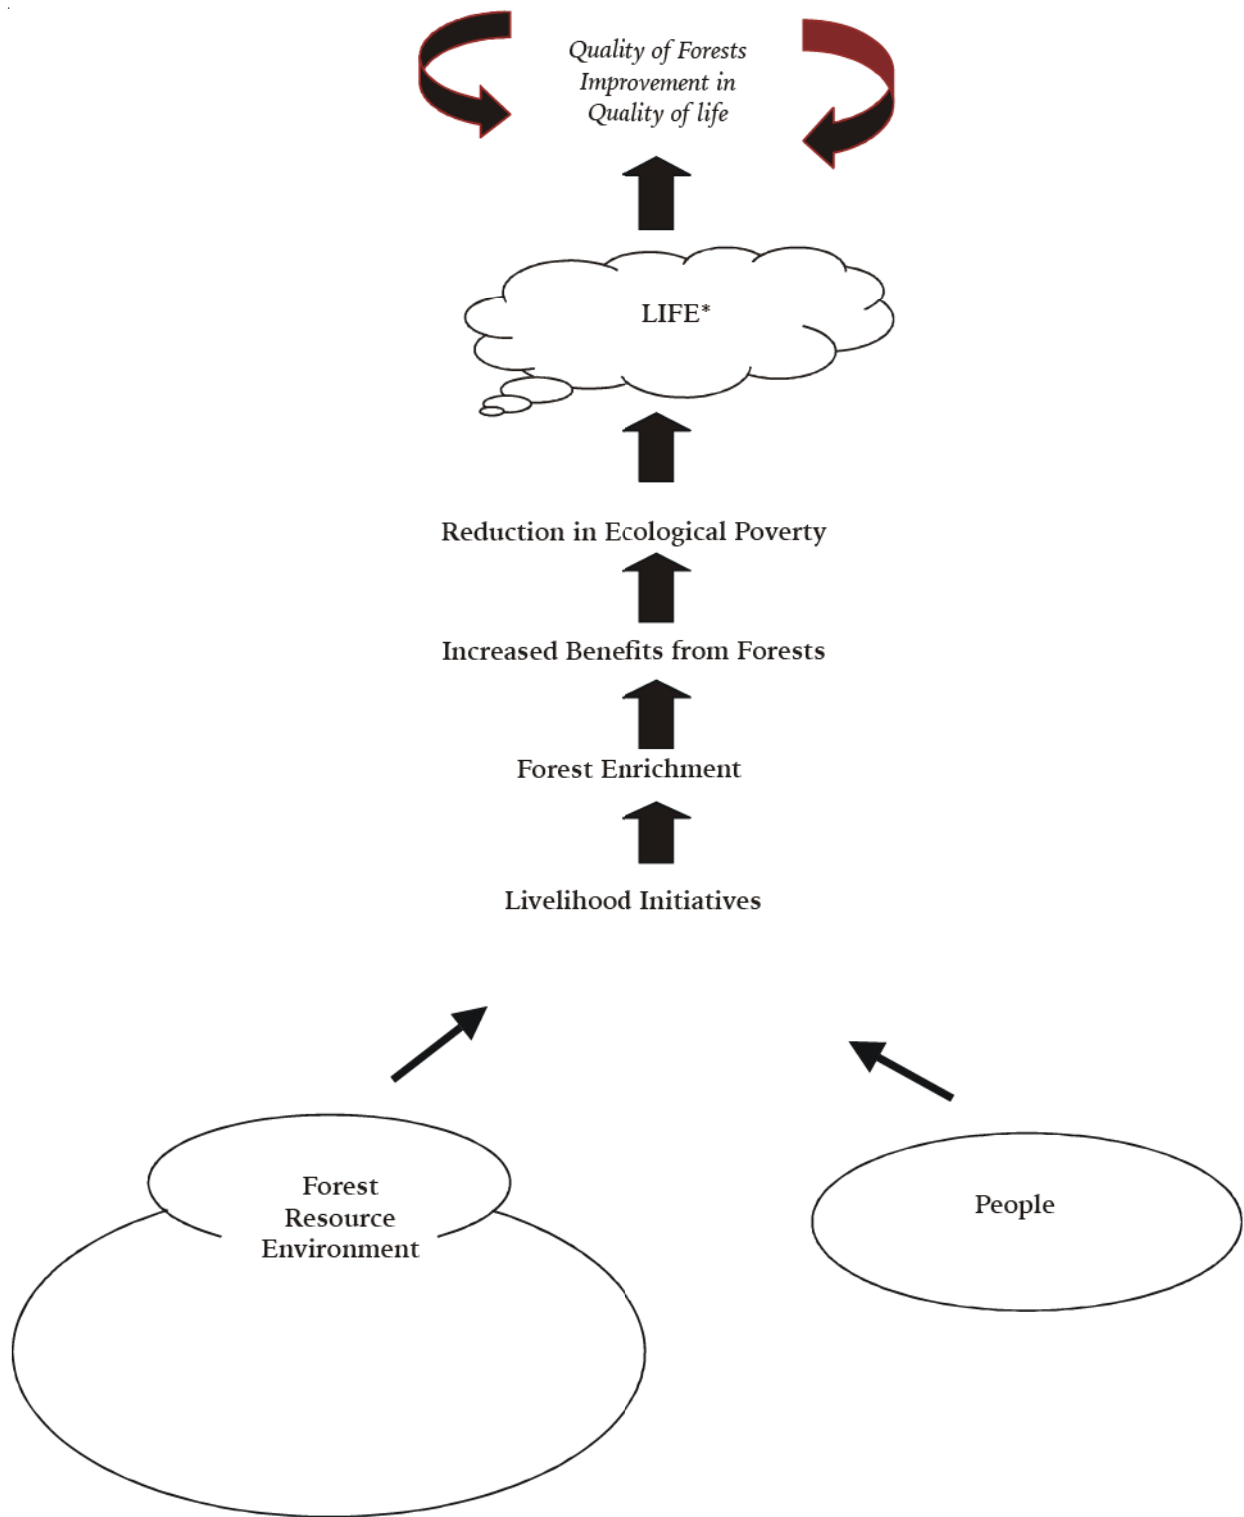 Quality of Forests
Improvement in
Quality of life
LIFE*
Reduction in Ecological Poverty
Increased Benefits from Forests
Forest Enrichment
Livelihood Initiatives
Forest
Resource
Environment
People